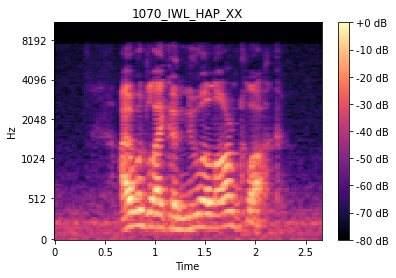 1070_IWL_HAP_XX
8192
4096
2048
1024
512
0
Hz
0
0.5
1
1.5
2
2.5
Time
+0 dB
-10 dB
-20 dB
-30 dB
-40 dB
-50 dB
-60 dB
-70 dB
-80 dB